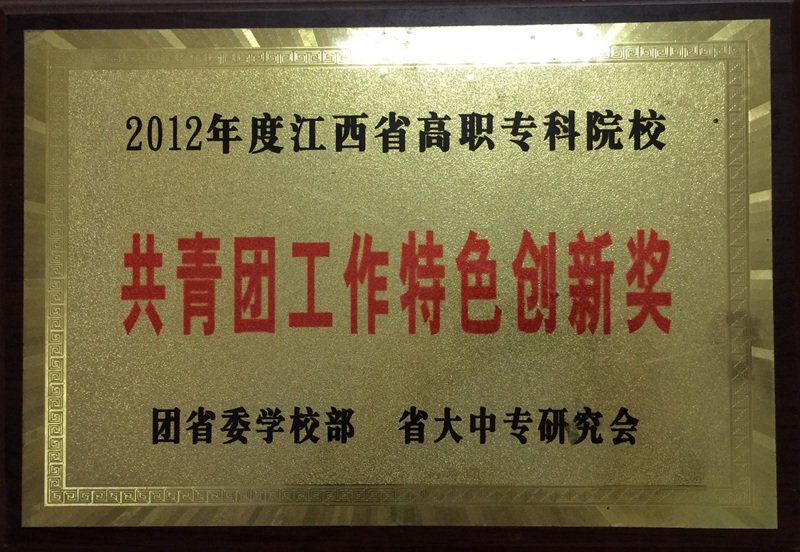 2012年度江西省高职专科院校
共青团工作特色创新奖
团省委学校部 省大中专研究会